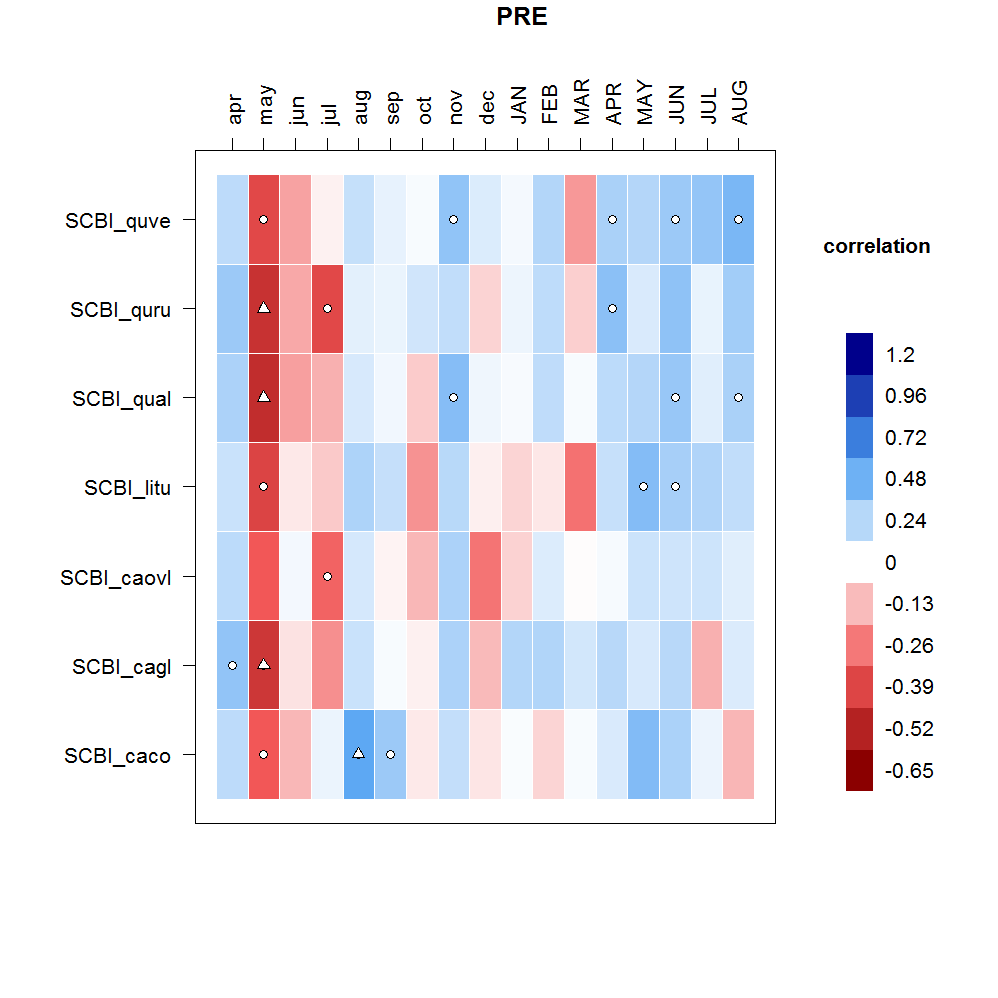 PRE
apr may jun jul aug sep oct nov dec JAN FEB MAR APR MAY JUN JUL AUG
SCBI_quve
SCBI_quru
SCBI_qual
SCBI_litu
SCBI_caovl
SCBI_cagl
SCBI_caco
correlation
1.2
0.96
0.72
0.48
0.24
0
-0.13
-0.26
-0.39
-0.52
-0.65